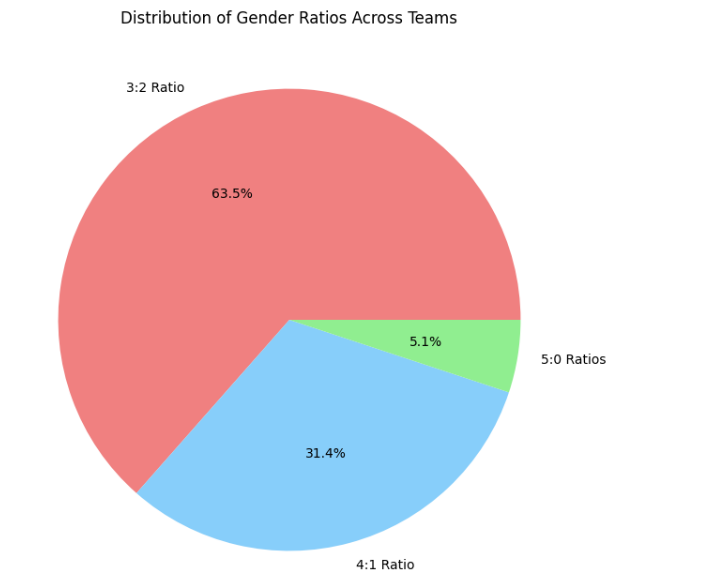 Distribution of Gender Ratios Across Teams
3:2 Ratio
63.5%
5.1%
5:0 Ratios
31.4%
4:1 Ratio